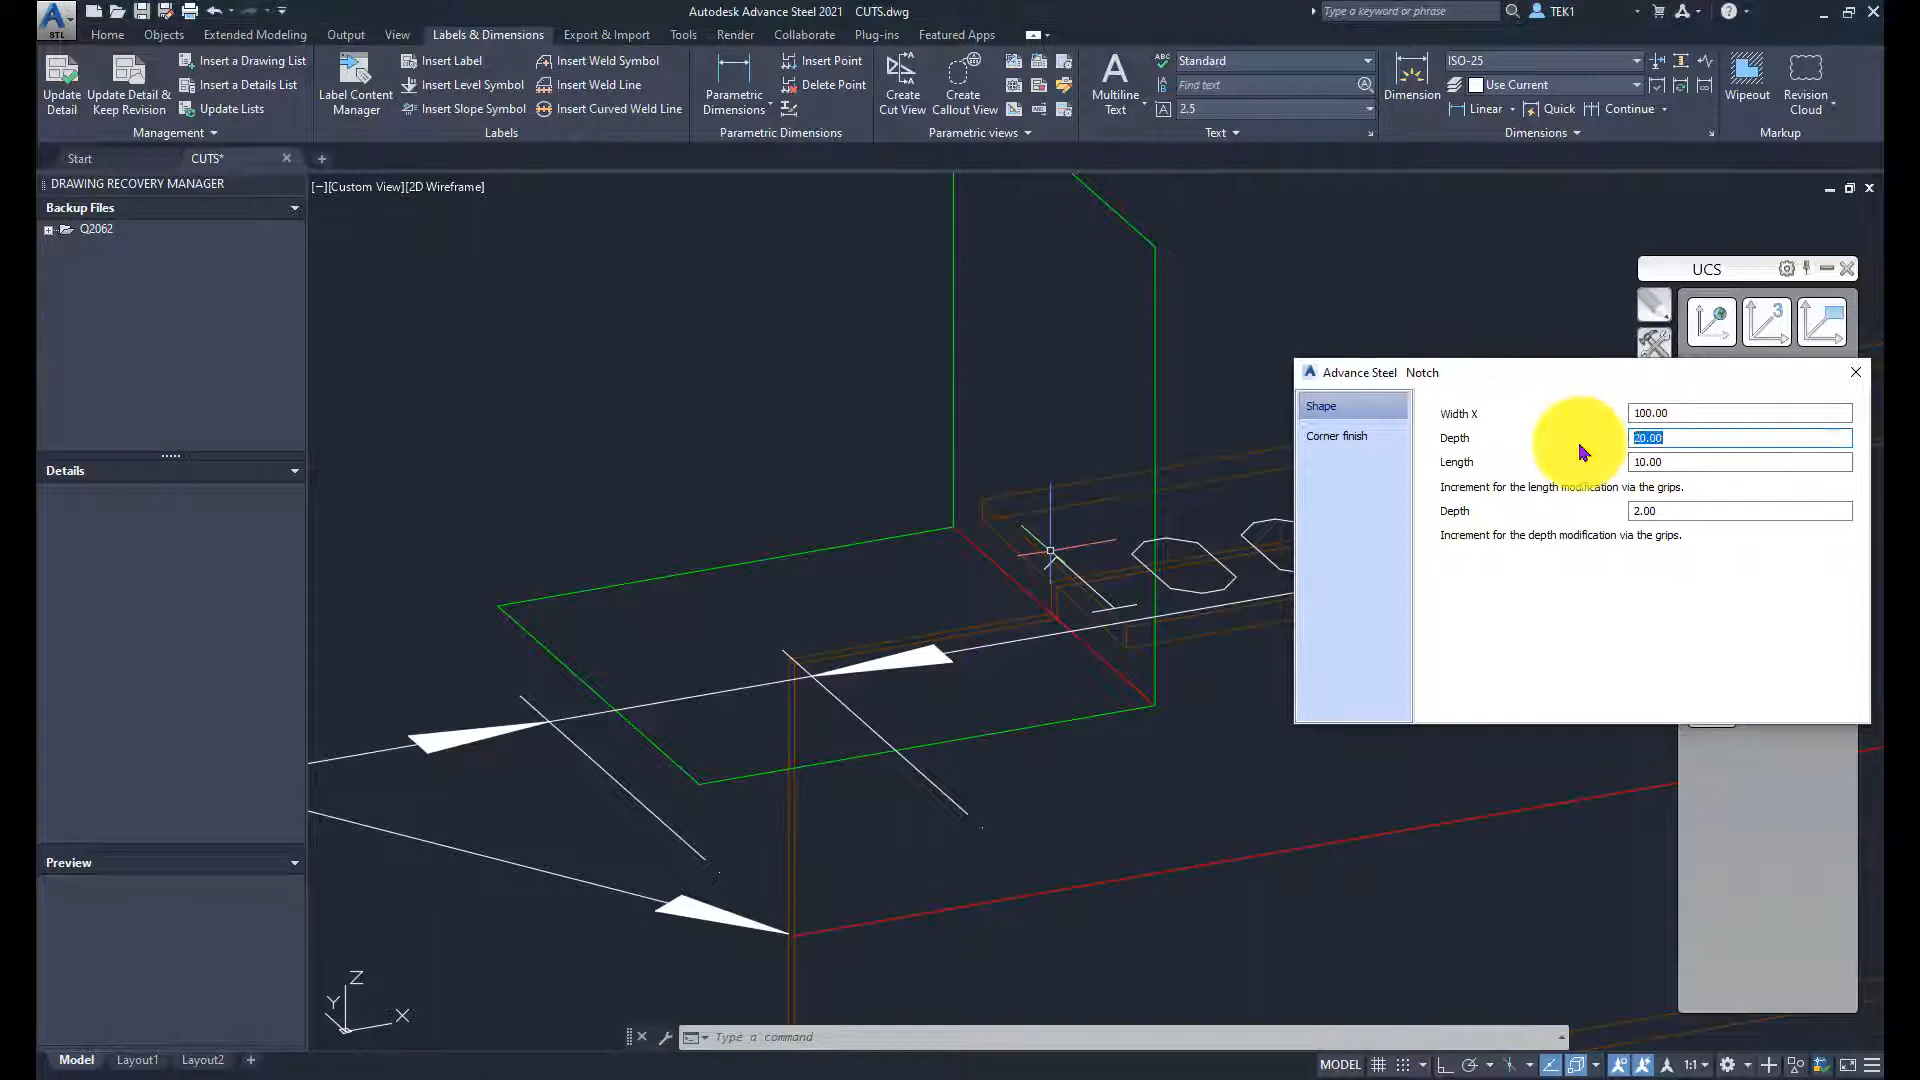 Autodesk Advance Steel 2021 CUTS.dwg
Type a keyword or phrase
TEK1
STL
Home Objects Extended Modeling Output View Labels & Dimensions Export & Import Tools Render Collaborate Plug-ins Featured Apps
Update Detail
Update Detail & Keep Revision
Insert a Drawing List
Insert a Details List
Update Lists
Management
Label Content Manager
Insert Label
Insert Level Symbol
Insert Slope Symbol
Insert Weld Symbol
Insert Weld Line
Insert Curved Weld Line
Labels
Parametric Dimensions
Insert Point
Delete Point
Parametric Dimensions
Create Cut View
Create Callout View
Parametric views
Multiline Text
ABC
Standard
Find text
2.5
Text
Dimension
ISO-25
Use Current
Linear Quick Continue
Dimensions
Wipeout
Revision Cloud
Markup
Start
CUTS*
DRAWING RECOVERY MANAGER
Backup Files
Q2062
Details
Preview
[−][Custom View][2D Wireframe]
UCS
3
Advance Steel Notch
Shape
Corner finish
Width X 100.00
Depth 20.00
Length 10.00
Increment for the length modification via the grips.
Depth 2.00
Increment for the depth modification via the grips.
Z
Y
X
Type a command
Model Layout1 Layout2
MODEL
1:1